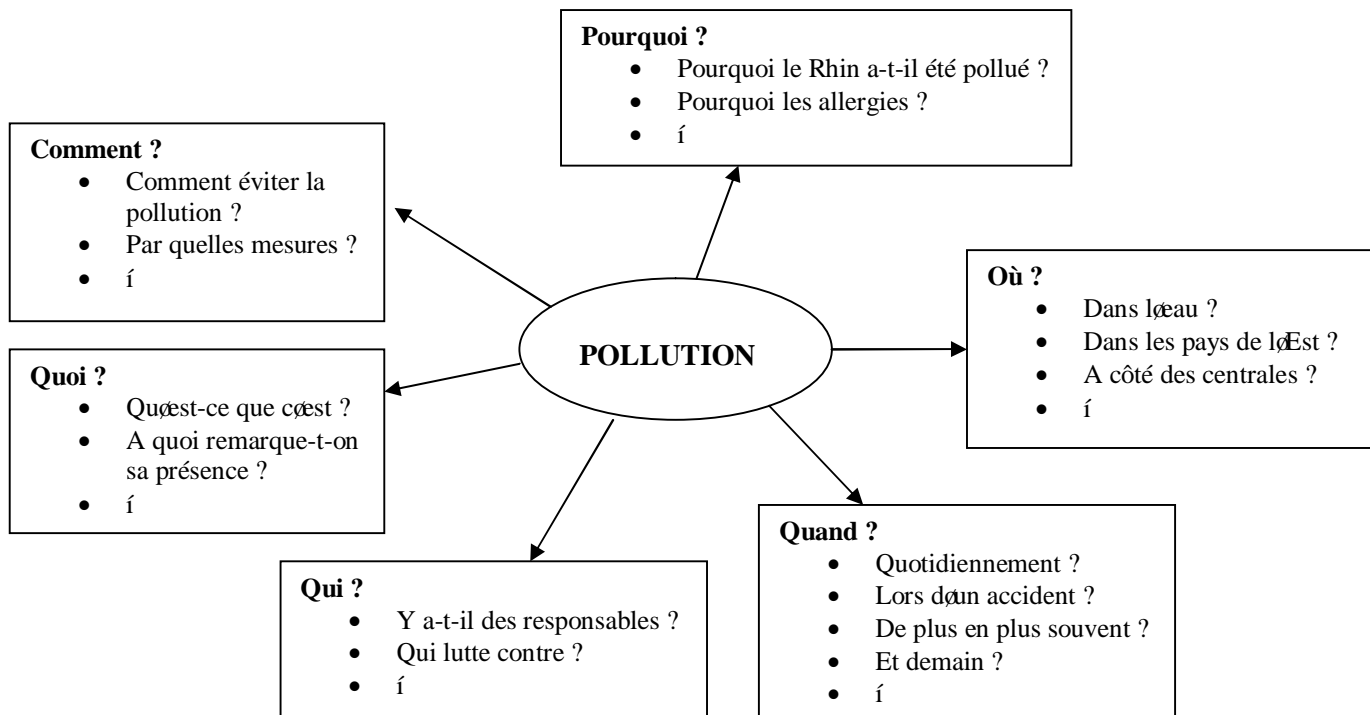 Pourquoi ?
• Pourquoi le Rhin a-t-il été pollué ?
• Pourquoi les allergies ?
• í
Comment ?
• Comment éviter la
pollution ?
• Par quelles mesures ?
• í
Où ?
• Dans løeau ?
• Dans les pays de løEst ?
• A côté des centrales ?
• í
POLLUTION
Quoi ?
• Quøest-ce que cøest ?
• A quoi remarque-t-on
sa présence ?
• í
Quand ?
• Quotidiennement ?
• Lors døun accident ?
• De plus en plus souvent ?
• Et demain ?
• í
Qui ?
• Y a-t-il des responsables ?
• Qui lutte contre ?
• í